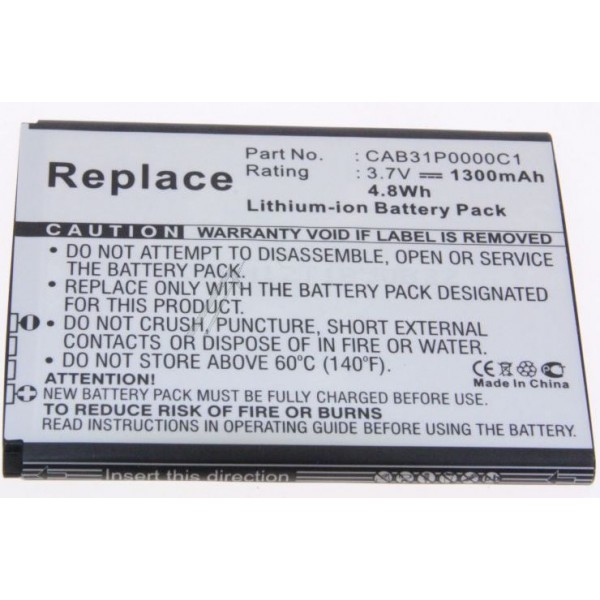 Replace
Part No. : CAB31P0000C1
Rating : 3.7V 1300mAh
4.8Wh
Lithium-ion Battery Pack
CAUTION: WARRANTY VOID IF LABEL IS REMOVED
• DO NOT ATTEMPT TO DISASSEMBLE, OPEN OR SERVICE
THE BATTERY PACK.
• REPLACE ONLY WITH THE BATTERY PACK DESIGNATED
FOR THIS PRODUCT.
• DO NOT CRUSH, PUNCTURE, SHORT EXTERNAL
CONTACTS OR DISPOSE OF IN FIRE OR WATER.
• DO NOT STORE ABOVE 60°C (140°F).
ATTENTION!
NEW BATTERY PACK MUST BE FULLY CHARGED BEFORE USE
TO REDUCE RISK OF FIRE OR BURNS
READ INSTRUCTIONS IN OPERATING GUIDE BEFORE USING BATTERY
CE
Made In China
Insert this direction